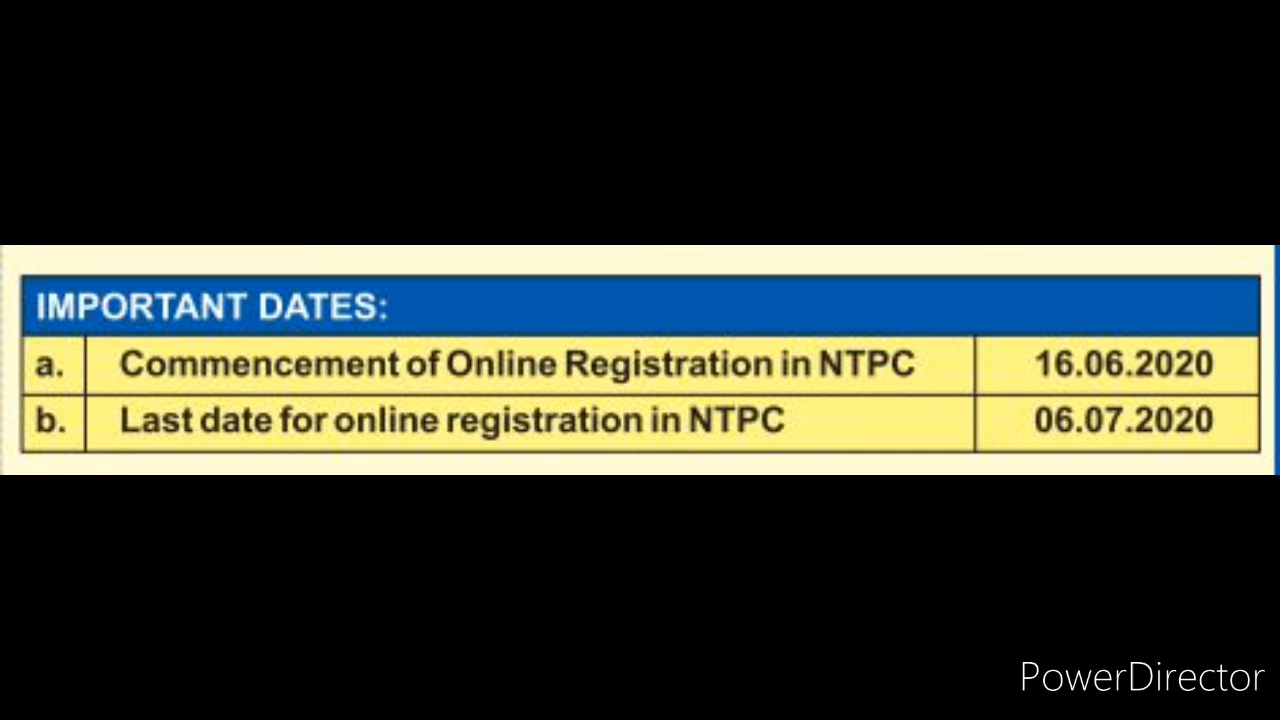 IMPORTANT DATES:
a. Commencement of Online Registration in NTPC 16.06.2020
b. Last date for online registration in NTPC 06.07.2020
PowerDirector